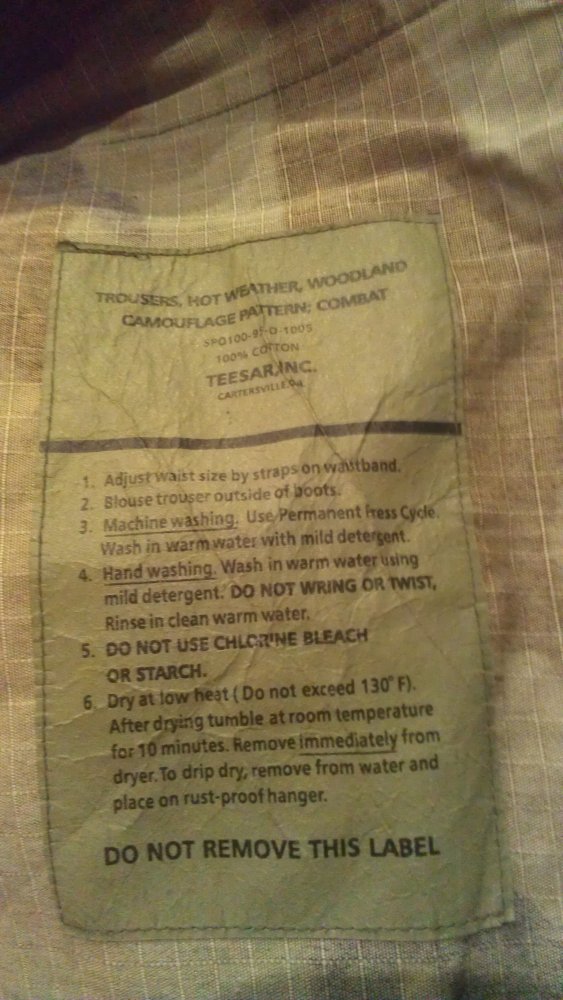 TROUSERS, HOT WEATHER, WOODLAND
CAMOUFLAGE PATTERN; COMBAT
100% COTTON
TEESAR, INC.
CARTERSVILLE,
1. Adjust waist size by straps on waistband.
2. Blouse trouser outside of boots.
3. Machine washing. Use Permanent Press Cycle.
Wash in warm water with mild detergent.
4. Hand washing. Wash in warm water using
mild detergent. DO NOT WRING OR TWIST,
Rinse in clean warm water.
5. DO NOT USE CHLORINE BLEACH
OR STARCH.
6. Dry at low heat ( Do not exceed 130° F).
After drying tumble at room temperature
for 10 minutes. Remove immediately from
dryer. To drip dry, remove from water and
place on rust-proof hanger.
DO NOT REMOVE THIS LABEL